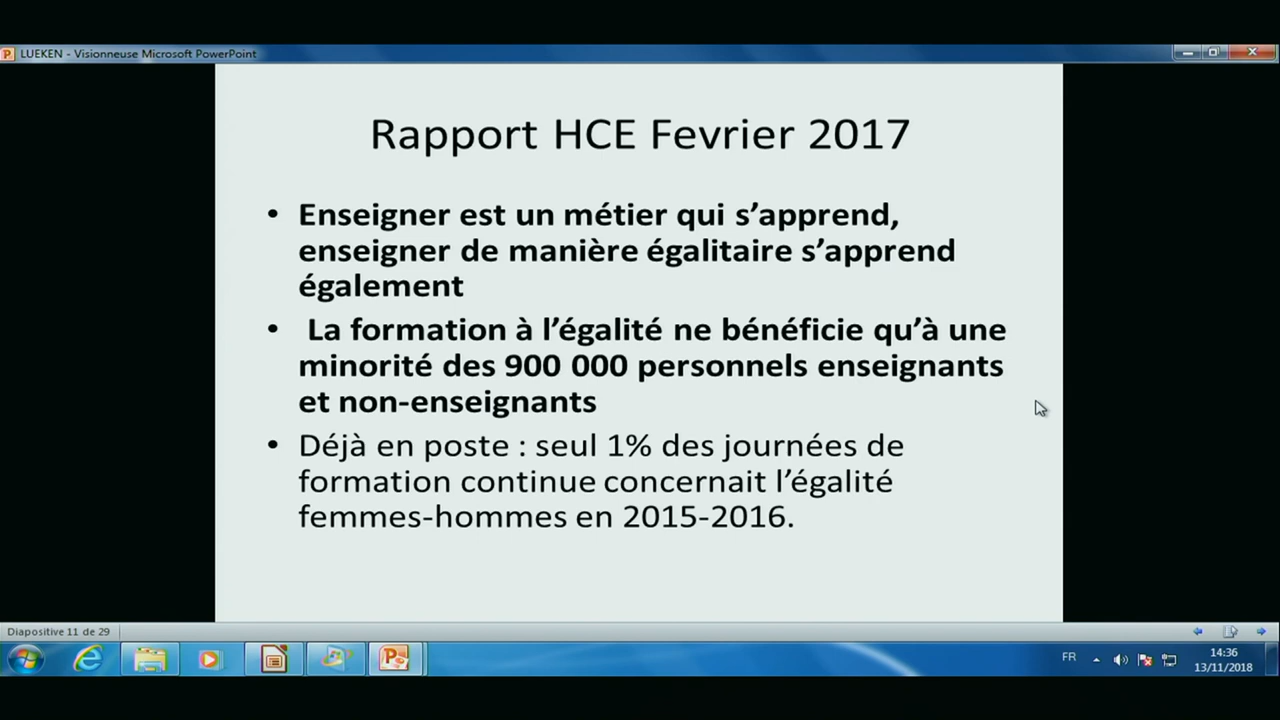 LUEKEN - Visionneuse Microsoft PowerPoint
Rapport HCE Fevrier 2017
• Enseigner est un métier qui s’apprend,
enseigner de manière égalitaire s’apprend
également
• La formation à l’égalité ne bénéficie qu’à une
minorité des 900 000 personnels enseignants
et non-enseignants
• Déjà en poste : seul 1% des journées de
formation continue concernait l’égalité
femmes-hommes en 2015-2016.
Diapositive 11 de 29
FR
14:36
13/11/2018